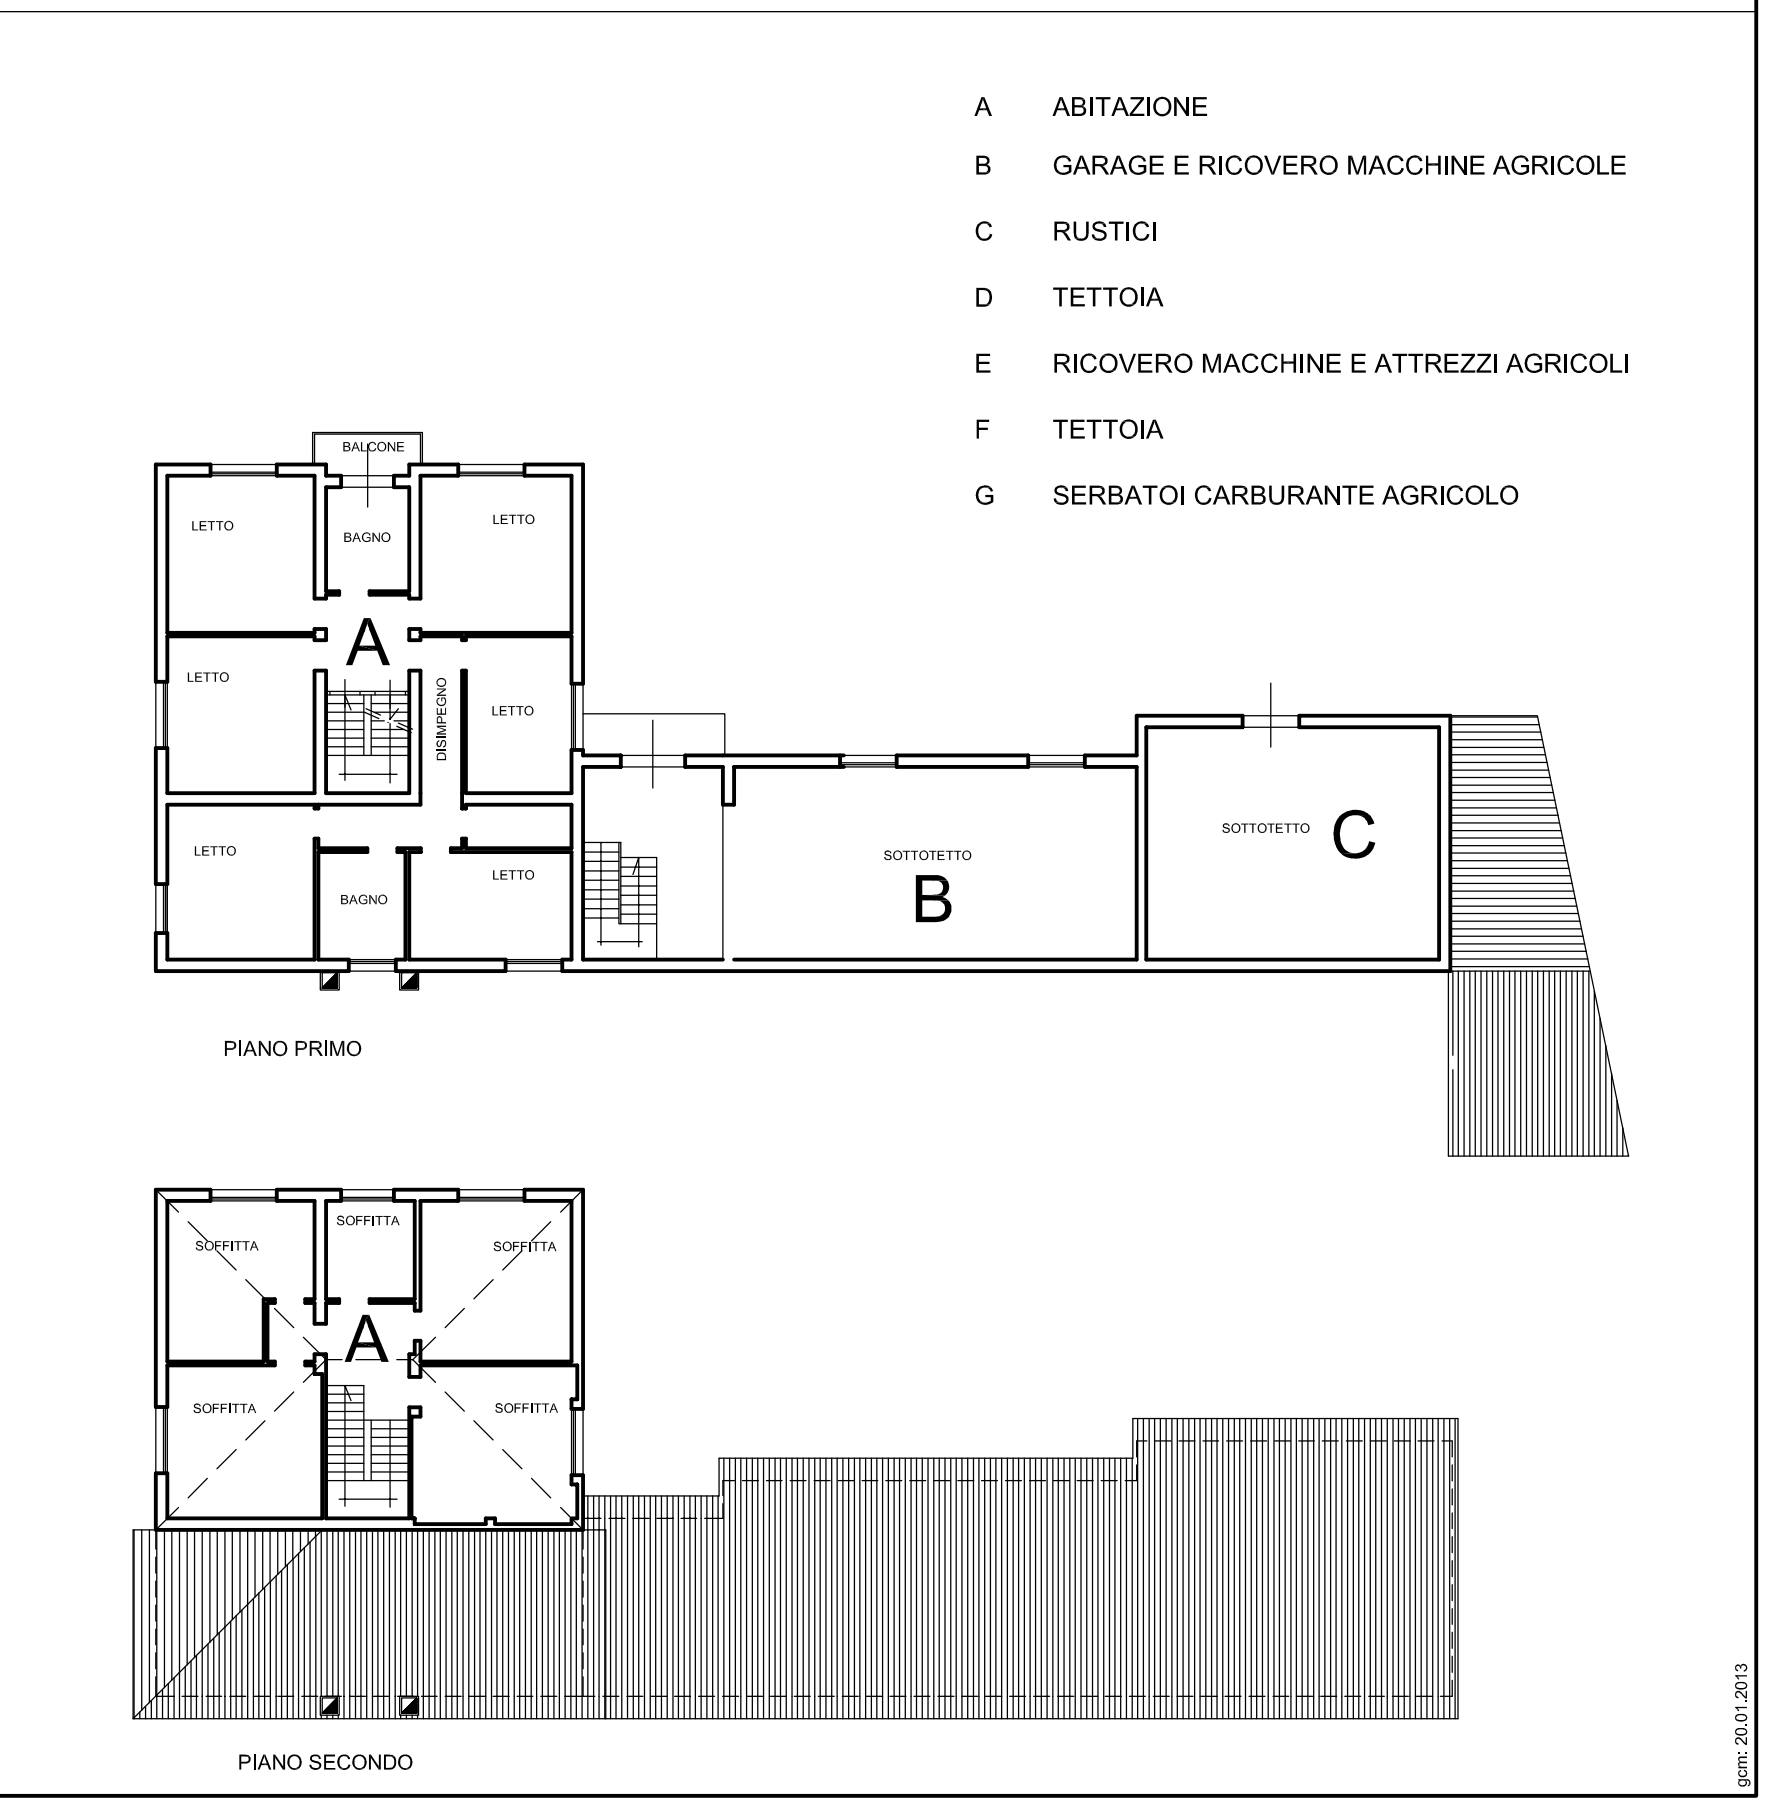 A ABITAZIONE
B GARAGE E RICOVERO MACCHINE AGRICOLE
C RUSTICI
D TETTOIA
E RICOVERO MACCHINE E ATTREZZI AGRICOLI
F TETTOIA
G SERBATOI CARBURANTE AGRICOLO
BALCONE
LETTO
BAGNO
LETTO
A
LETTO
DISIMPEGNO
LETTO
LETTO
BAGNO
LETTO
SOTTOTETTO
B
SOTTOTETTO
C
PIANO PRIMO
SOFFITTA
SOFFITTA
SOFFITTA
A
SOFFITTA
SOFFITTA
PIANO SECONDO
gcm: 20.01.2013